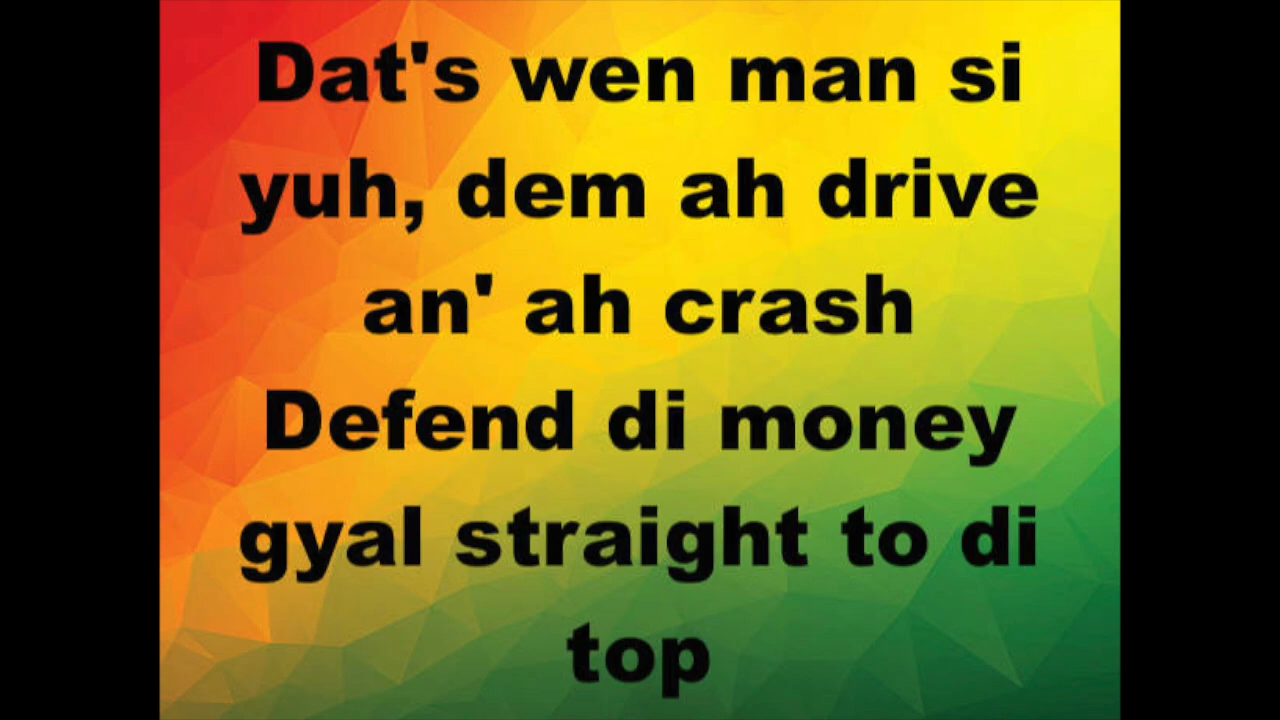 Dat's wen man si
yuh, dem ah drive
an' ah crash
Defend di money
gyal straight to di
top